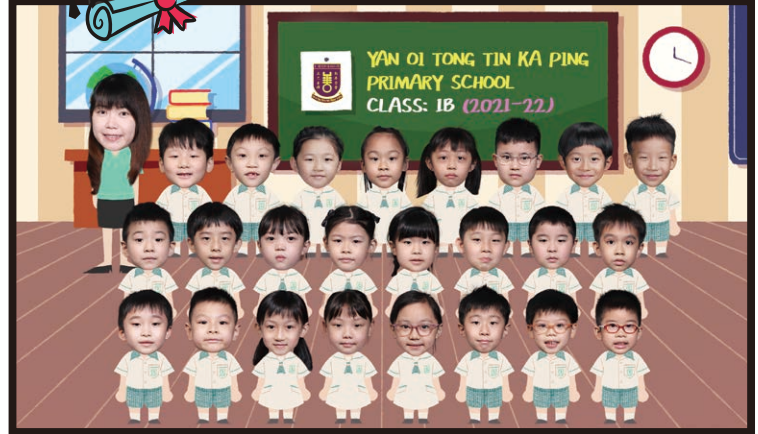 YAN OI TONG TIN KA PING
PRIMARY SCHOOL
CLASS: 1B (2021-22)